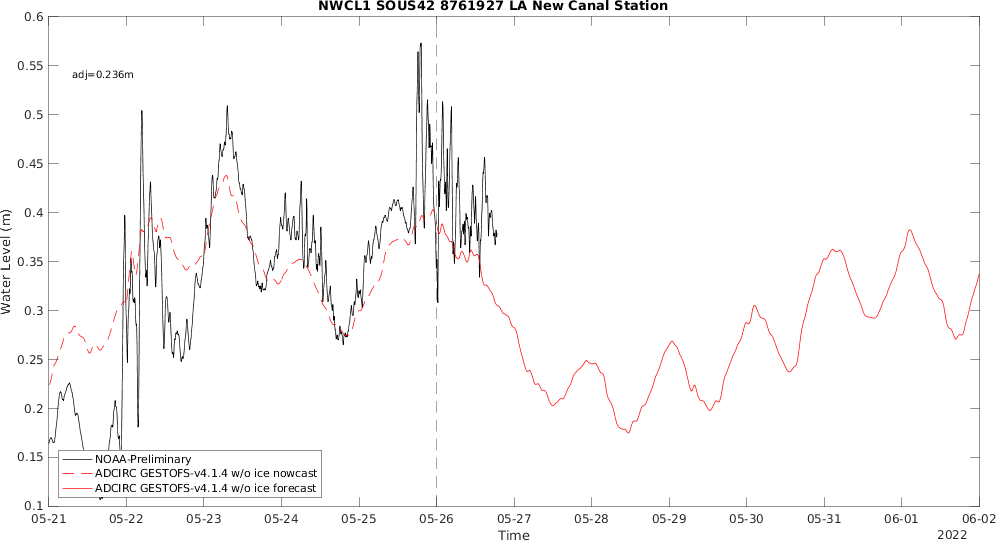 NWCL1 SOUS42 8761927 LA New Canal Station
0.6
0.55
adj=0.236m
0.5
0.45
0.4
0.35
0.3
0.25
0.2
0.15
0.1
Water Level (m)
NOAA-Preliminary
ADCIRC GESTOFS-v4.1.4 w/o ice nowcast
ADCIRC GESTOFS-v4.1.4 w/o ice forecast
05-21 05-22 05-23 05-24 05-25 05-26 05-27 05-28 05-29 05-30 05-31 06-01 06-02
Time
2022